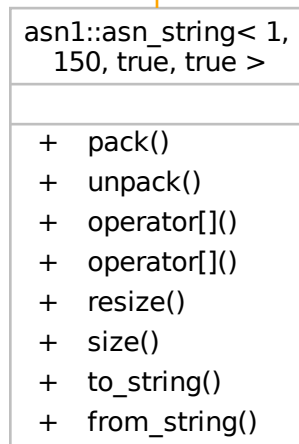 asn1::asn_string< 1,
150, true, true >
+ pack()
+ unpack()
+ operator[]()
+ operator[]()
+ resize()
+ size()
+ to_string()
+ from_string()